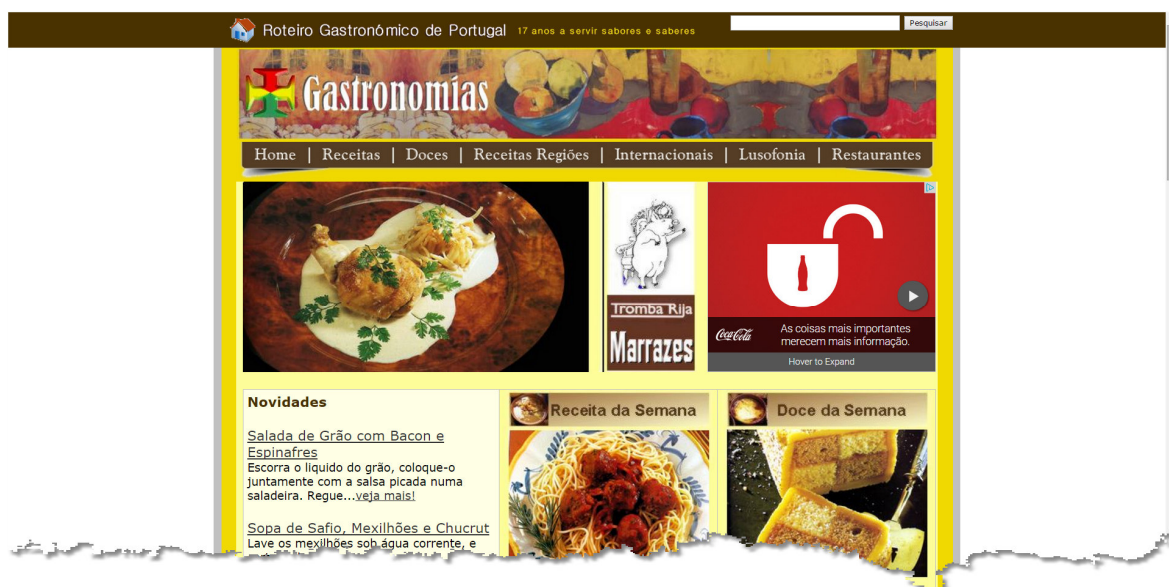 Roteiro Gastronómico de Portugal 17 anos a servir sabores e saberes Pesquisar
Gastronomias
Home | Receitas | Doces | Receitas Regiões | Internacionais | Lusofonia | Restaurantes
Tromba Rija
Marrazes
Coca-Cola
As coisas mais importantes
merecem mais informação.
Hover to Expand
Novidades
Salada de Grão com Bacon e
Espinafres
Escorra o liquido do grão, coloque-o
juntamente com a salsa picada numa
saladeira. Regue...veja mais!
Sopa de Safio, Mexilhões e Chucrut
Lave os mexilhões sob água corrente, e
Receita da Semana
Doce da Semana